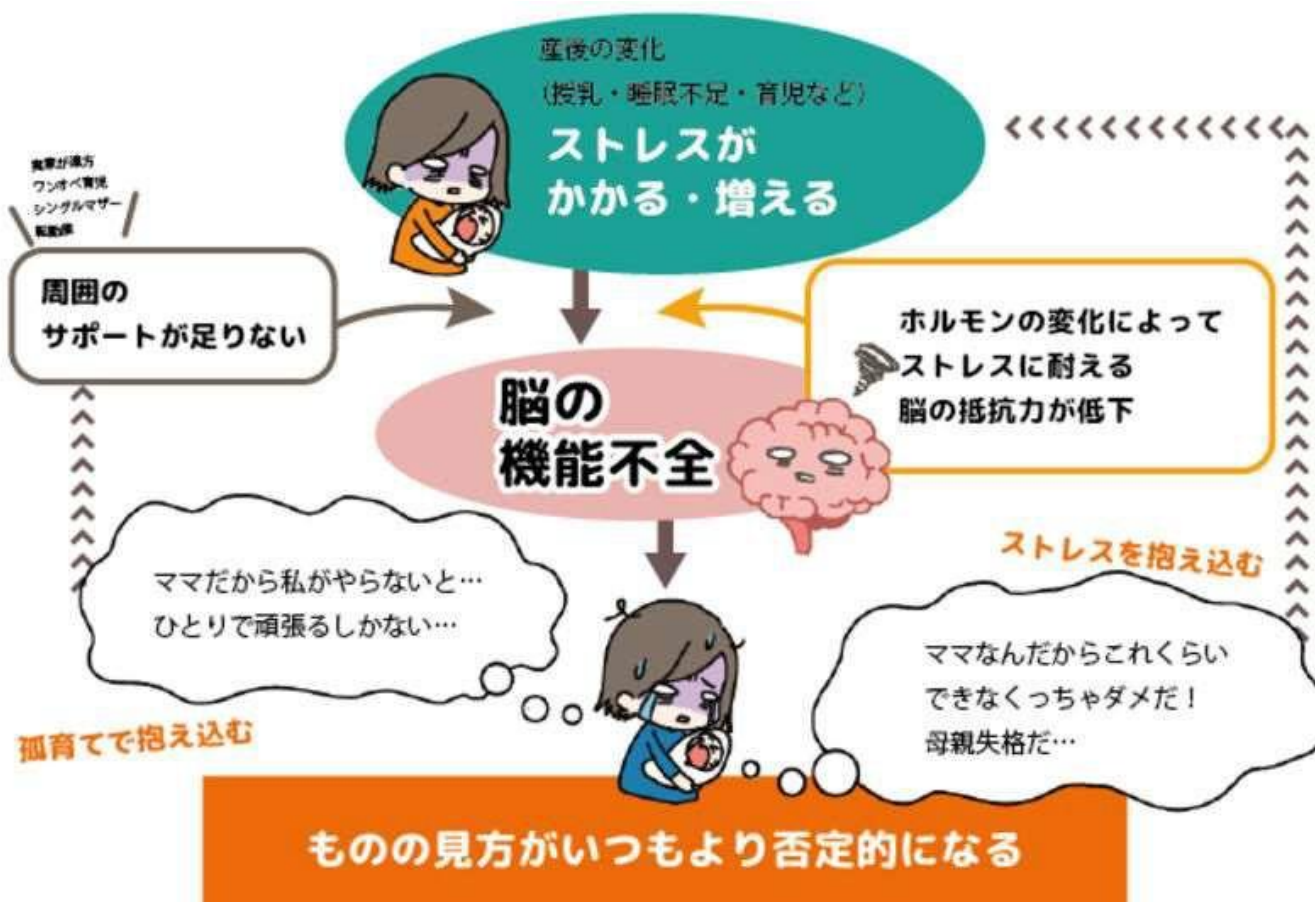 産後の変化
(授乳・睡眠不足・育児など)
ストレスが
かかる・増える
実家が遠方
ワンオペ育児
シングルマザー
転勤族
周囲の
サポートが足りない
ホルモンの変化によって
ストレスに耐える
脳の抵抗力が低下
脳の
機能不全
ストレスを抱え込む
ママだから私がやらないと…
ひとりで頑張るしかない…
ママなんだからこれくらい
できなくっちゃダメだ！
母親失格だ…
孤育てで抱え込む
ものの見方がいつもより否定的になる